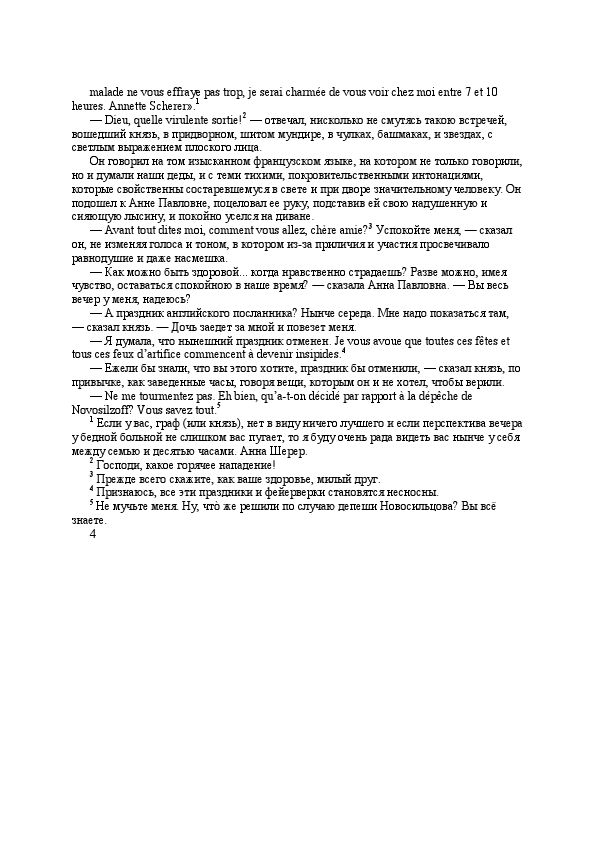 malade ne vous effraye pas trop, je serai charmée de vous voir chez moi entre 7 et 10
heures. Annette Scherer».1
— Dieu, quelle virulente sortie!2 — отвечал, нисколько не смутясь такою встречей,
вошедший князь, в придворном, шитом мундире, в чулках, башмаках, и звездах, с
светлым выражением плоского лица.
Он говорил на том изысканном французском языке, на котором не только говорили,
но и думали наши деды, и с теми тихими, покровительственными интонациями,
которые свойственны состаревшемуся в свете и при дворе значительному человеку. Он
подошел к Анне Павловне, поцеловал ее руку, подставив ей свою надушенную и
сияющую лысину, и покойно уселся на диване.
— Avant tout dites moi, comment vous allez, chère amie?3 Успокойте меня, — сказал
он, не изменяя голоса и тоном, в котором из-за приличия и участия просвечивало
равнодушие и даже насмешка.
— Как можно быть здоровой... когда нравственно страдаешь? Разве можно, имея
чувство, оставаться спокойною в наше время? — сказала Анна Павловна. — Вы весь
вечер у меня, надеюсь?
— А праздник английского посланника? Нынче середа. Мне надо показаться там,
— сказал князь. — Дочь заедет за мной и повезет меня.
— Я думала, что нынешний праздник отменен. Je vous avoue que toutes ces fêtes et
tous ces feux d’artifice commencent à devenir insipides.4
— Ежели бы знали, что вы этого хотите, праздник бы отменили, — сказал князь, по
привычке, как заведенные часы, говоря вещи, которым он и не хотел, чтобы верили.
— Ne me tourmentez pas. Eh bien, qu’a-t-on décidé par rapport à la dépêche de
Novosilzoff? Vous savez tout.5
1 Если у вас, граф (или князь), нет в виду ничего лучшего и если перспектива вечера
у бедной больной не слишком вас пугает, то я буду очень рада видеть вас нынче у себя
между семью и десятью часами. Анна Шерер.
2 Господи, какое горячее нападение!
3 Прежде всего скажите, как ваше здоровье, милый друг.
4 Признаюсь, все эти праздники и фейерверки становятся несносны.
5 Не мучьте меня. Ну, что̀ же решили по случаю депеши Новосильцова? Вы всё
знаете.
4